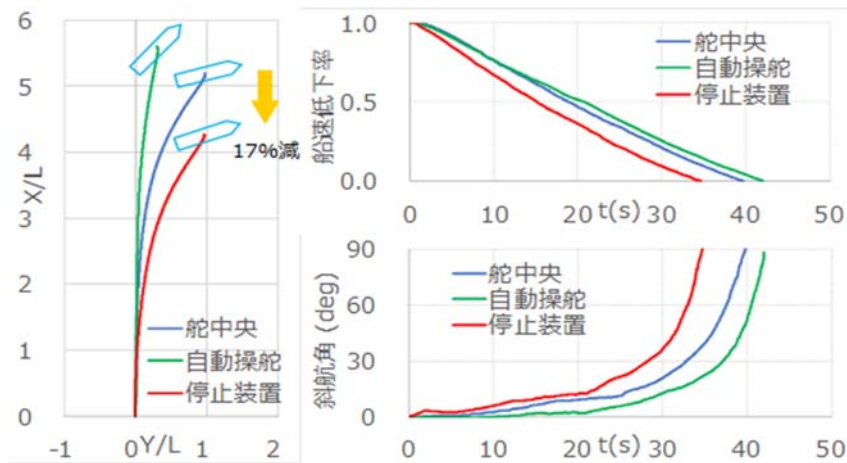 X/L
6
5
4
3
2
1
0
17%減
舵中央
自動操舵
停止装置
-1
0
Y/L
1
2
船速低下率
1.0
0.5
0.0
舵中央
自動操舵
停止装置
0
10
20
t(s)
30
40
50
斜航角 (deg)
90
60
30
0
舵中央
自動操舵
停止装置
0
10
20
t(s)
30
40
50